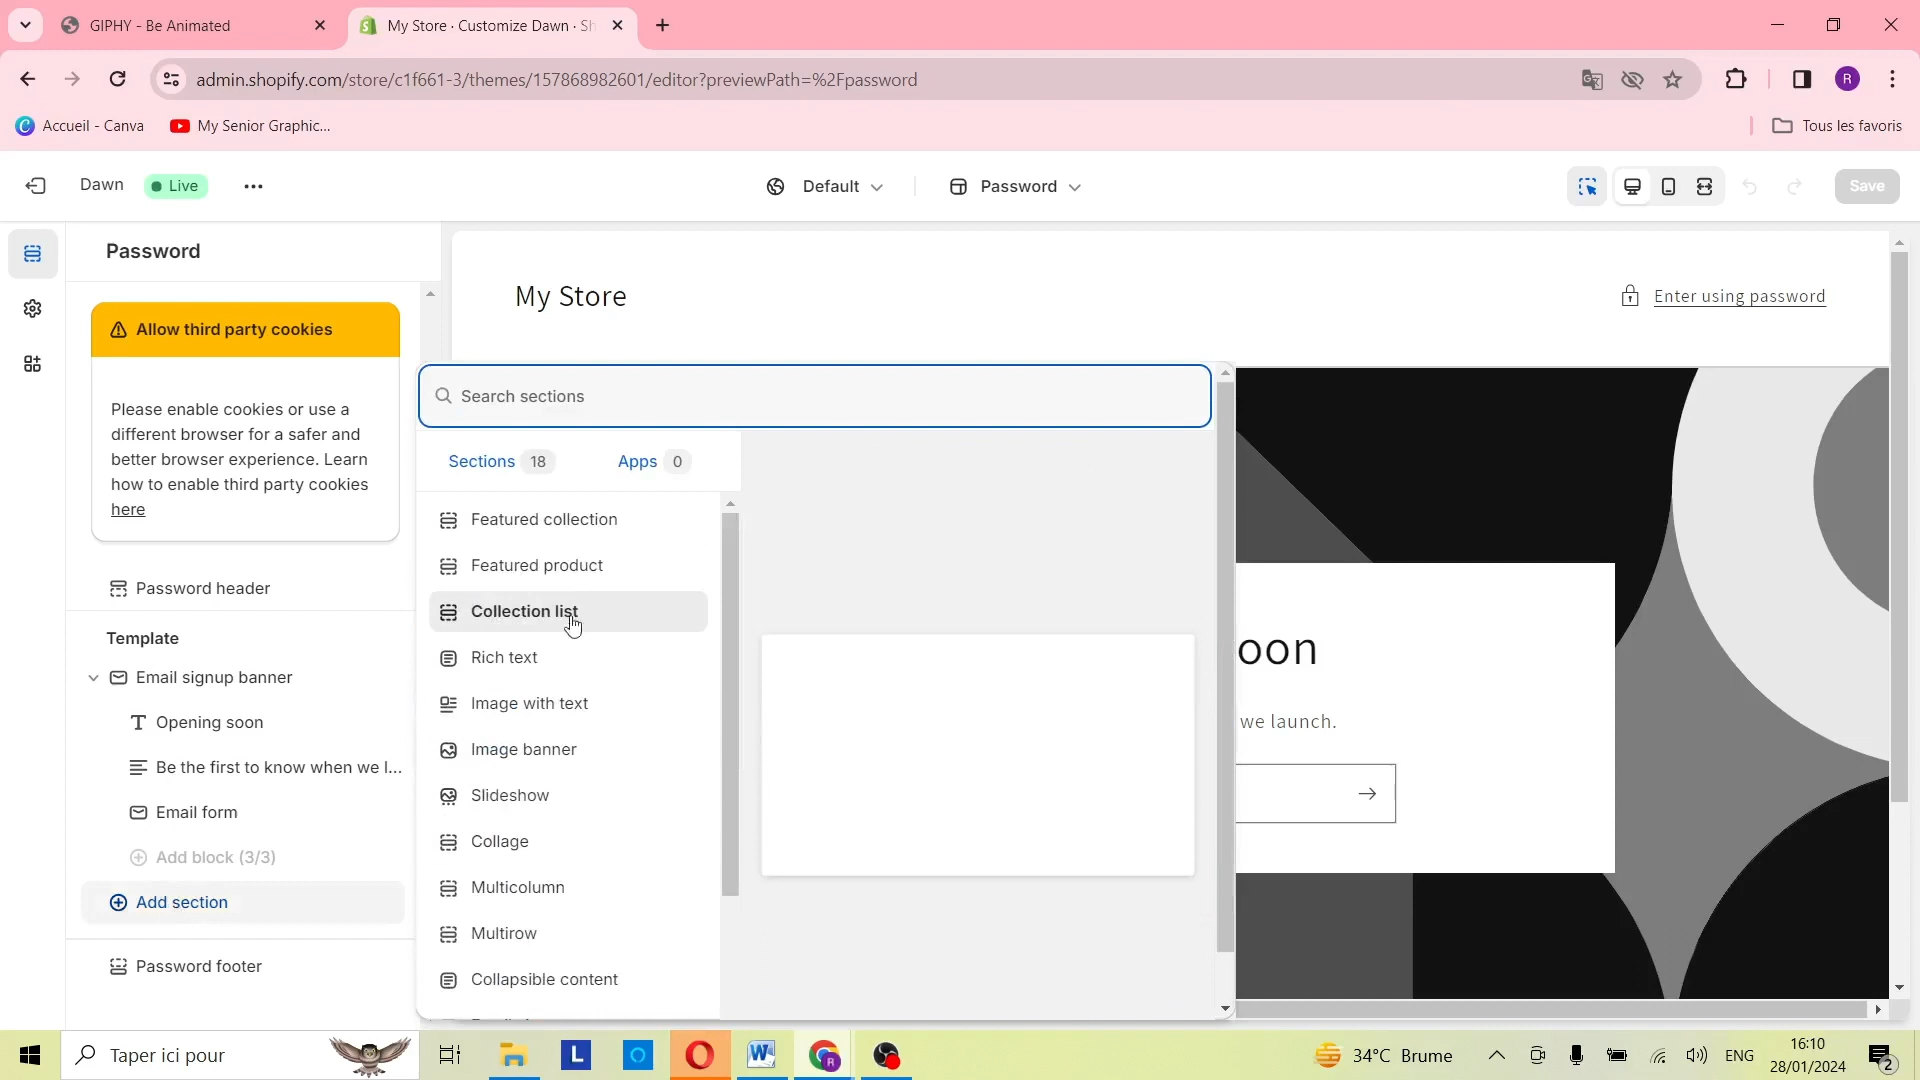 GIPHY - Be Animated
My Store · Customize Dawn · Sh
admin.shopify.com/store/c1f661-3/themes/157868982601/editor?previewPath=%2Fpassword
R
Accueil - Canva
My Senior Graphic...
Tous les favoris
Dawn
Live
Default
Password
Save
Password
Allow third party cookies
Please enable cookies or use a
different browser for a safer and
better browser experience. Learn
how to enable third party cookies
here
Password header
Template
Email signup banner
Opening soon
Be the first to know when we l...
Email form
Add block (3/3)
Add section
Password footer
My Store
Enter using password
Search sections
Sections 18
Apps 0
Featured collection
Featured product
Collection list
Rich text
Image with text
Image banner
Slideshow
Collage
Multicolumn
Multirow
Collapsible content
oon
we launch.
Taper ici pour
L
34°C Brume
ENG
16:10
28/01/2024
2